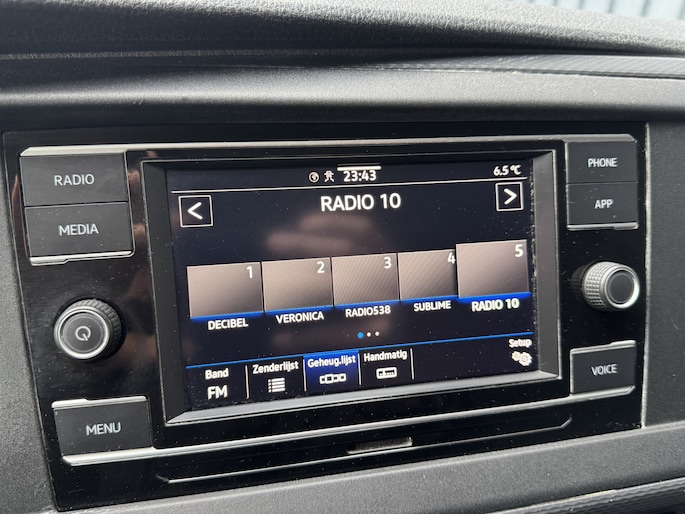 RADIO
MEDIA
MENU
23:43
6.5 °C
<
RADIO 10
>
1
2
3
4
5
DECIBEL
VERONICA
RADIO538
SUBLIME
RADIO 10
Band
FM
Zenderlijst
Geheug.lijst
Handmatig
Setup
PHONE
APP
VOICE